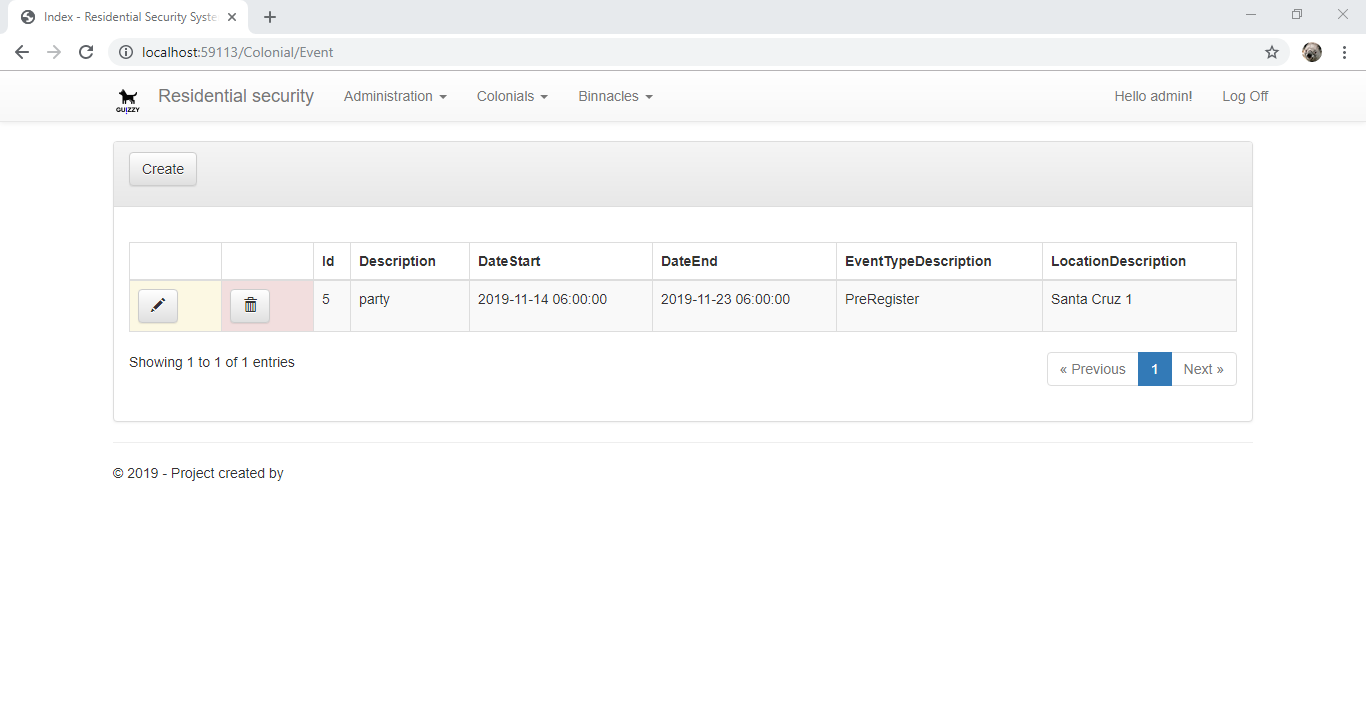 Index - Residential Security Syste
localhost:59113/Colonial/Event
GUIZZY Residential security Administration Colonials Binnacles Hello admin! Log Off
Create
Id Description DateStart DateEnd EventTypeDescription LocationDescription
5 party 2019-11-14 06:00:00 2019-11-23 06:00:00 PreRegister Santa Cruz 1
Showing 1 to 1 of 1 entries « Previous 1 Next »
© 2019 - Project created by